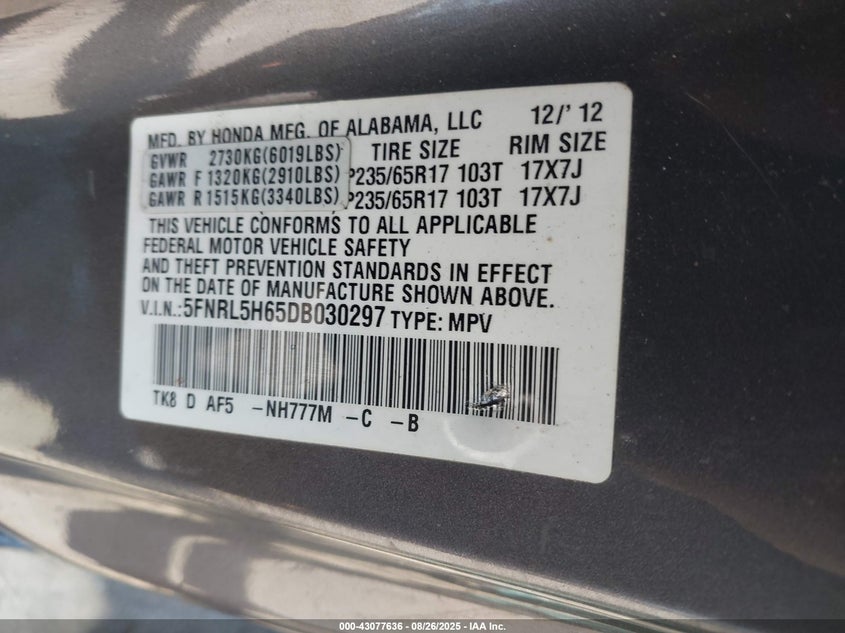 MFD. BY HONDA MFG. OF ALABAMA, LLC 12/' 12
GVWR 2730KG(6019LBS) TIRE SIZE RIM SIZE
GAWR F 1320KG(2910LBS) P235/65R17 103T 17X7J
GAWR R 1515KG(3340LBS) P235/65R17 103T 17X7J
THIS VEHICLE CONFORMS TO ALL APPLICABLE
FEDERAL MOTOR VEHICLE SAFETY
AND THEFT PREVENTION STANDARDS IN EFFECT
ON THE DATE OF MANUFACTURE SHOWN ABOVE.
V.I.N.:5FNRL5H65DB030297 TYPE: MPV
TK8 D AF5 -NH777M -C -B
000-43077636 - 08/26/2025 - IAA Inc.